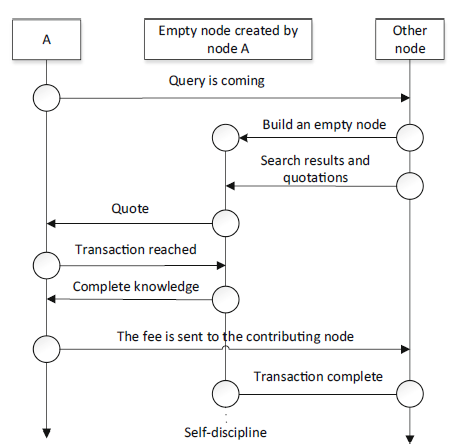 A
Empty node created by
node A
Other
node
Query is coming
Build an empty node
Search results and
quotations
Quote
Transaction reached
Complete knowledge
The fee is sent to the contributing node
Transaction complete
Self-discipline